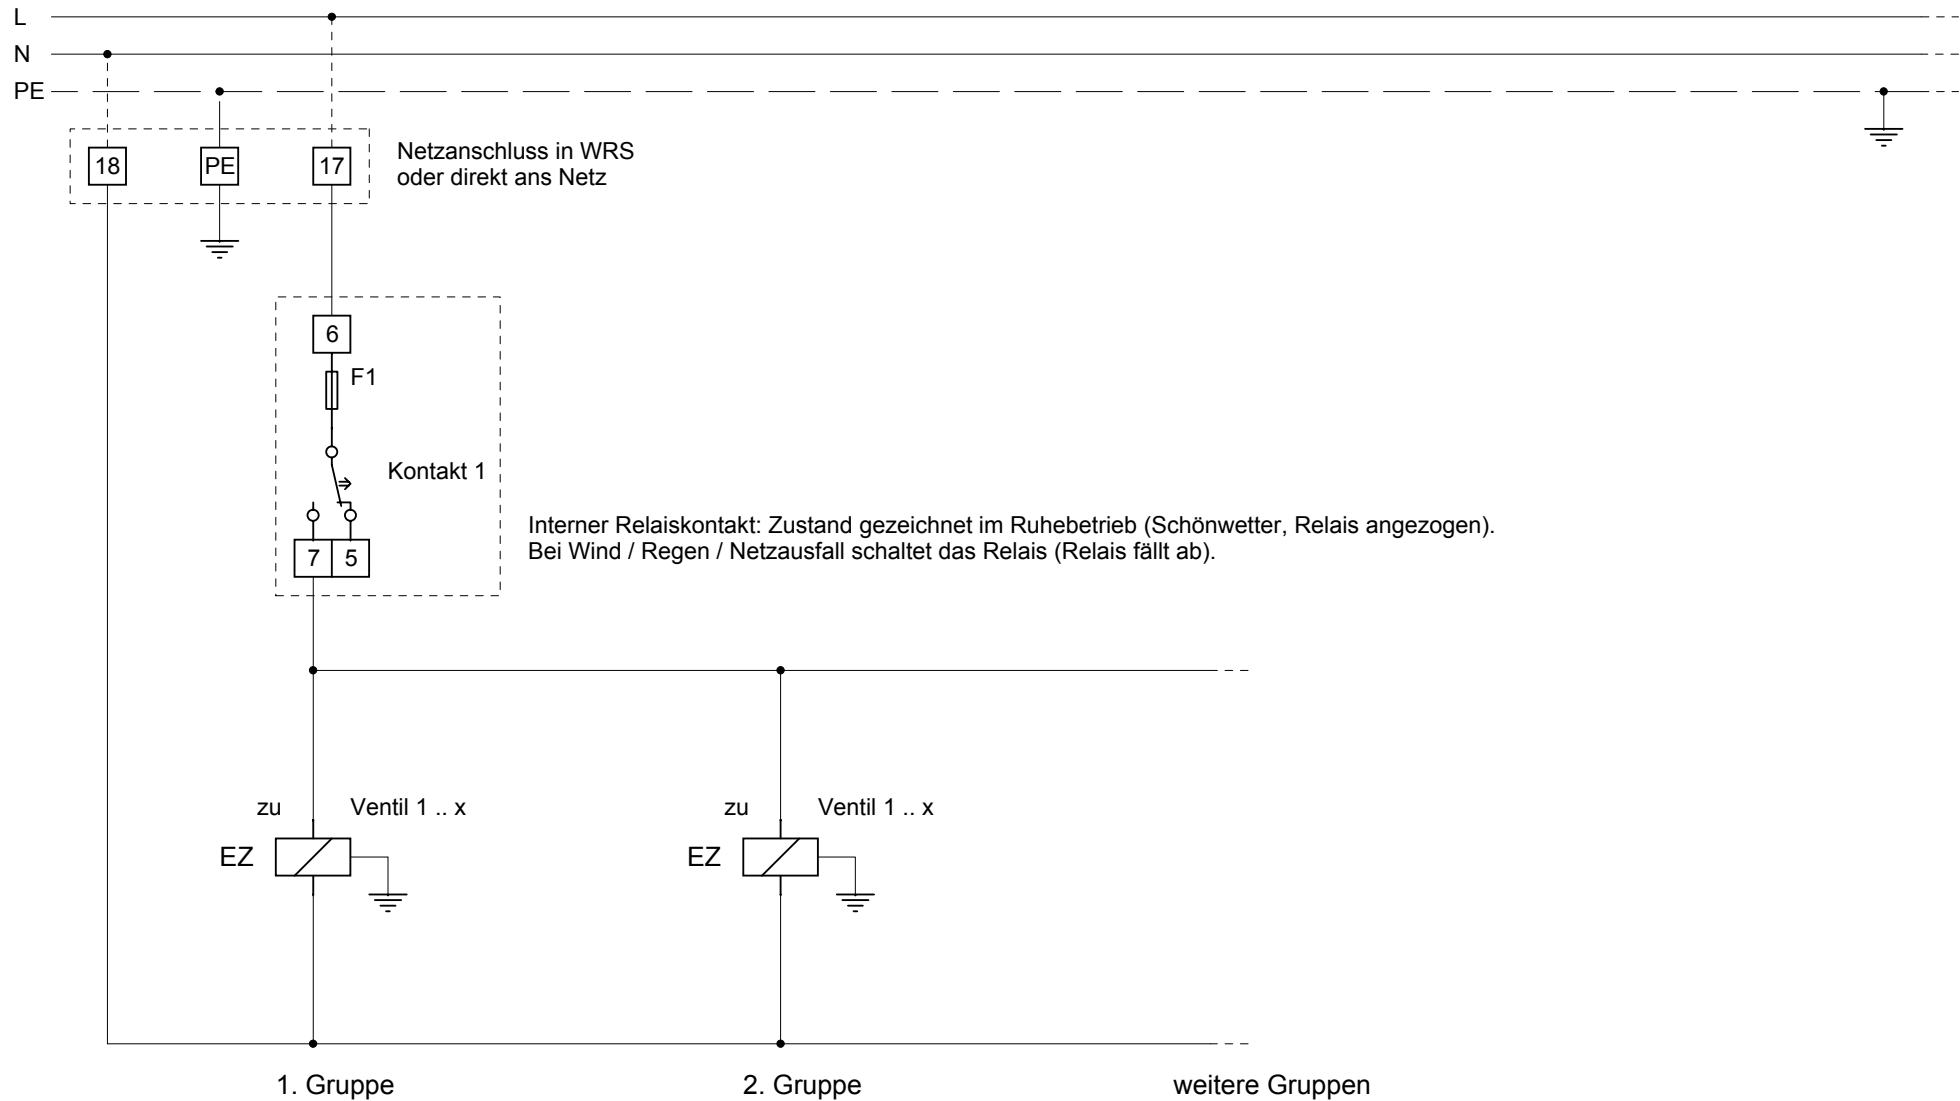 L
N
PE
18
PE
17
Netzanschluss in WRS
oder direkt ans Netz
6
F1
Kontakt 1
Interner Relaiskontakt: Zustand gezeichnet im Ruhebetrieb (Schönwetter, Relais angezogen).
Bei Wind / Regen / Netzausfall schaltet das Relais (Relais fällt ab).
7 5
zu Ventil 1 .. x
EZ
zu Ventil 1 .. x
EZ
1. Gruppe
2. Gruppe
weitere Gruppen